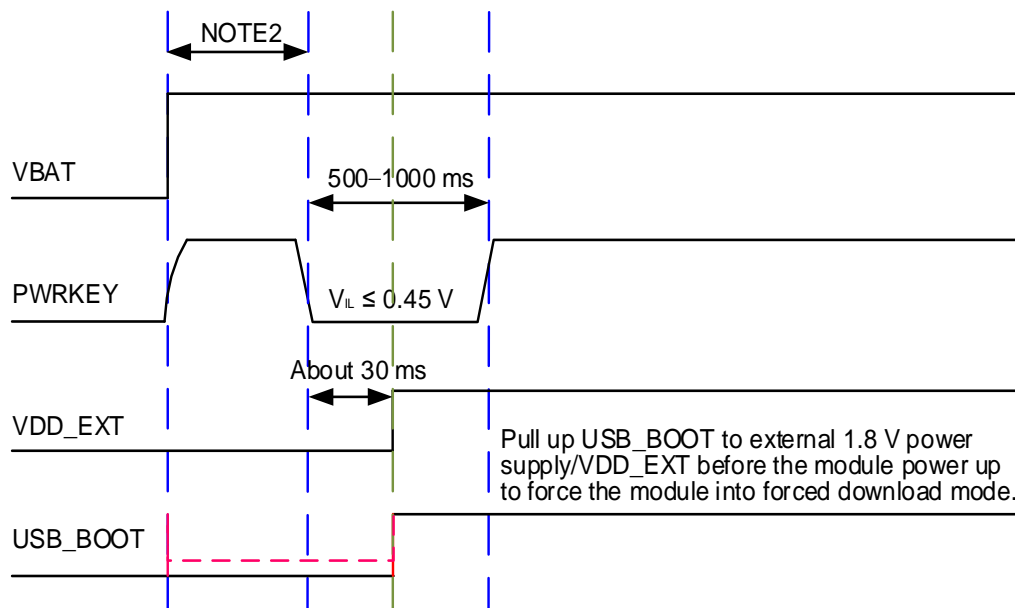 NOTE2
VBAT
500–1000 ms
PWRKEY
VIL ≤ 0.45 V
About 30 ms
VDD_EXT
Pull up USB_BOOT to external 1.8 V power
supply/VDD_EXT before the module power up
to force the module into forced download mode.
USB_BOOT